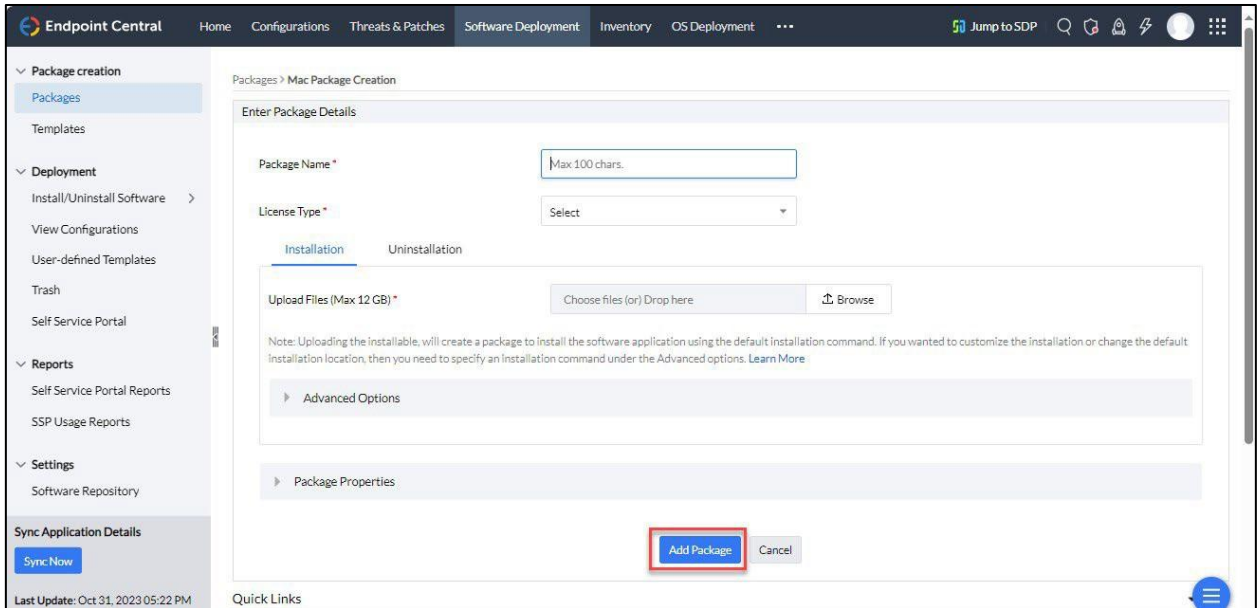 Endpoint Central Home Configurations Threats & Patches Software Deployment Inventory OS Deployment ••• Jump to SDP
Package creation
Packages
Templates
Deployment
Install/Uninstall Software
View Configurations
User-defined Templates
Trash
Self Service Portal
Reports
Self Service Portal Reports
SSP Usage Reports
Settings
Software Repository
Sync Application Details
Sync Now
Last Update: Oct 31, 2023 05:22 PM
Packages > Mac Package Creation
Enter Package Details
Package Name * Max 100 chars.
License Type * Select
Installation Uninstallation
Upload Files (Max 12 GB) * Choose files (or) Drop here Browse
Note: Uploading the installable, will create a package to install the software application using the default installation command. If you wanted to customize the installation or change the default
installation location, then you need to specify an installation command under the Advanced options. Learn More
Advanced Options
Package Properties
Add Package Cancel
Quick Links